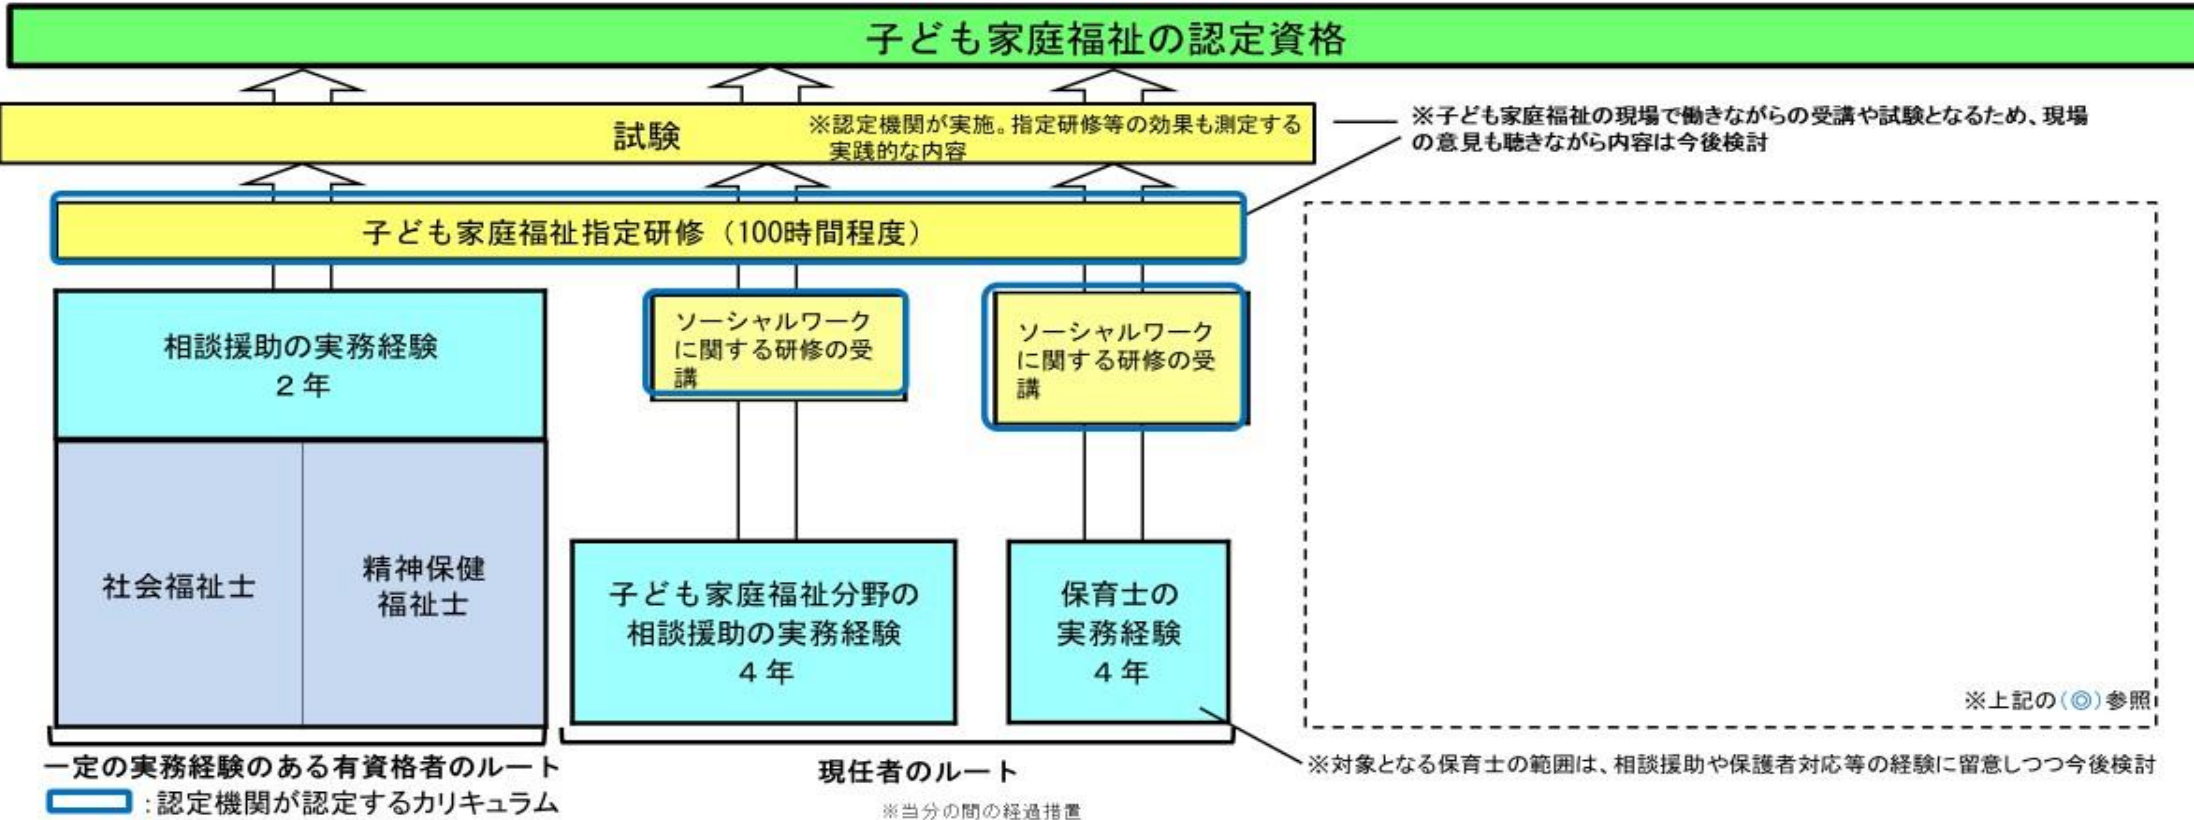 子ども家庭福祉の認定資格
試験
※認定機関が実施。指定研修等の効果も測定する
実践的な内容
※子ども家庭福祉の現場で働きながらの受講や試験となるため、現場
の意見も聴きながら内容は今後検討
子ども家庭福祉指定研修（100時間程度）
相談援助の実務経験
２年
ソーシャルワーク
に関する研修の受
講
ソーシャルワーク
に関する研修の受
講
社会福祉士
精神保健
福祉士
子ども家庭福祉分野の
相談援助の実務経験
４年
保育士の
実務経験
４年
※上記の（◎）参照
一定の実務経験のある有資格者のルート
現任者のルート
※対象となる保育士の範囲は、相談援助や保護者対応等の経験に留意しつつ今後検討
：認定機関が認定するカリキュラム
※当分の間の経過措置